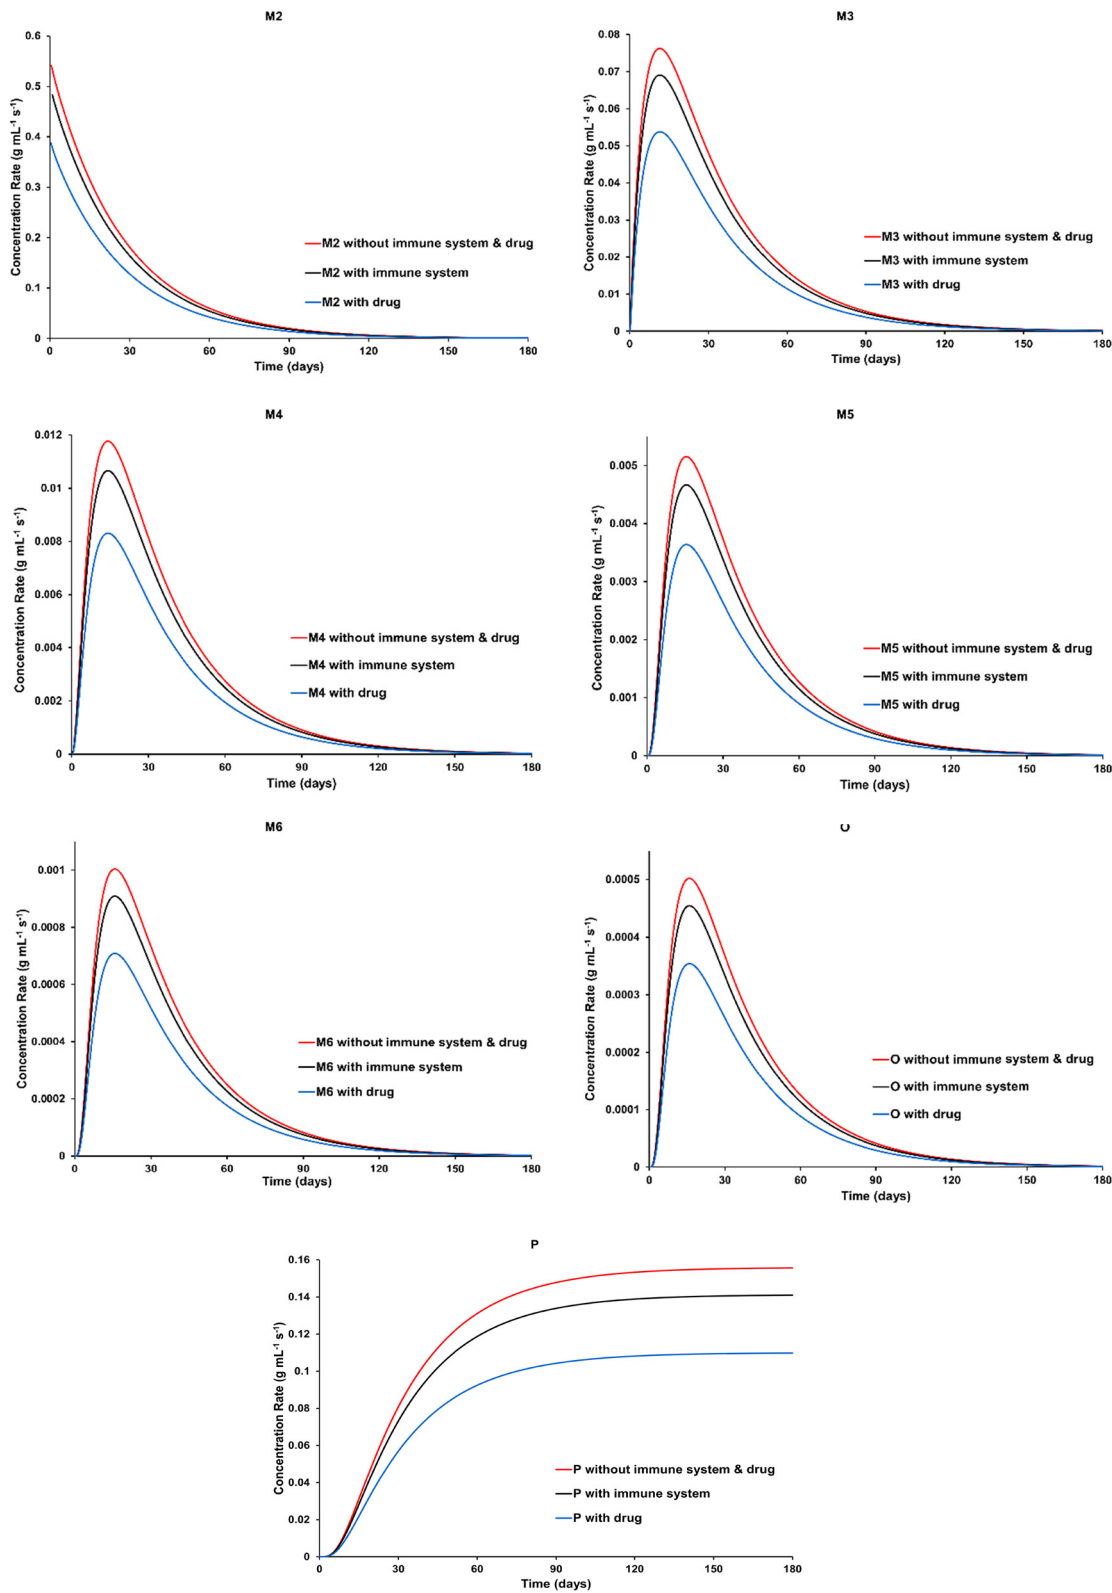 M2
0.6
0.5
0.4
0.3
0.2
0.1
0
Concentration Rate (g mL-1 s-1)
M2 without immune system & drug
M2 with immune system
M2 with drug
0 30 60 90 120 150 180
Time (days)
M3
0.08
0.07
0.06
0.05
0.04
0.03
0.02
0.01
0
Concentration Rate (g mL-1 s-1)
M3 without immune system & drug
M3 with immune system
M3 with drug
0 30 60 90 120 150 180
Time (days)
M4
0.012
0.01
0.008
0.006
0.004
0.002
0
Concentration Rate (g mL-1 s-1)
M4 without immune system & drug
M4 with immune system
M4 with drug
0 30 60 90 120 150 180
Time (days)
M5
0.005
0.004
0.003
0.002
0.001
0
Concentration Rate (g mL-1 s-1)
M5 without immune system & drug
M5 with immune system
M5 with drug
0 30 60 90 120 150 180
Time (days)
M6
0.001
0.0008
0.0006
0.0004
0.0002
0
Concentration Rate (g mL-1 s-1)
M6 without immune system & drug
M6 with immune system
M6 with drug
0 30 60 90 120 150 180
Time (days)
O
0.0005
0.0004
0.0003
0.0002
0.0001
0
Concentration Rate (g mL-1 s-1)
O without immune system & drug
O with immune system
O with drug
0 30 60 90 120 150 180
Time (days)
P
0.16
0.14
0.12
0.1
0.08
0.06
0.04
0.02
0
Concentration Rate (g mL-1 s-1)
P without immune system & drug
P with immune system
P with drug
0 30 60 90 120 150 180
Time (days)